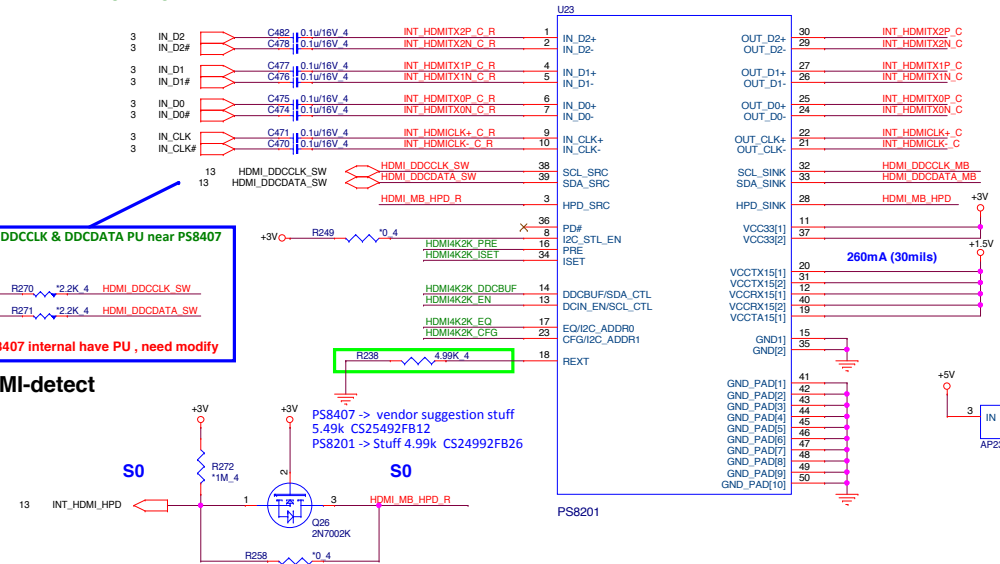 U23
3 IN_D2 C482 0.1u/16V_4 INT_HDMITX2P_C_R 1 IN_D2+ OUT_D2+ 30 INT_HDMITX2P_C
3 IN_D2# C478 0.1u/16V_4 INT_HDMITX2N_C_R 2 IN_D2- OUT_D2- 29 INT_HDMITX2N_C
3 IN_D1 C477 0.1u/16V_4 INT_HDMITX1P_C_R 4 IN_D1+ OUT_D1+ 27 INT_HDMITX1P_C
3 IN_D1# C476 0.1u/16V_4 INT_HDMITX1N_C_R 5 IN_D1- OUT_D1- 26 INT_HDMITX1N_C
3 IN_D0 C475 0.1u/16V_4 INT_HDMITX0P_C_R 6 IN_D0+ OUT_D0+ 25 INT_HDMITX0P_C
3 IN_D0# C474 0.1u/16V_4 INT_HDMITX0N_C_R 7 IN_D0- OUT_D0- 24 INT_HDMITX0N_C
3 IN_CLK C471 0.1u/16V_4 INT_HDMICLK+_C_R 9 IN_CLK+ OUT_CLK+ 22 INT_HDMICLK+_C
3 IN_CLK# C470 0.1u/16V_4 INT_HDMICLK-_C_R 10 IN_CLK- OUT_CLK- 21 INT_HDMICLK-_C
13 HDMI_DDCCLK_SW HDMI_DDCCLK_SW 38 SCL_SRC SCL_SINK 32 HDMI_DDCCLK_MB
13 HDMI_DDCDATA_SW HDMI_DDCDATA_SW 39 SDA_SRC SDA_SINK 33 HDMI_DDCDATA_MB
HDMI_MB_HPD_R 3 HPD_SRC HPD_SINK 28 HDMI_MB_HPD
+3V
36 PD# VCC33[1] 11
+3V R249 *0_4 8 I2C_STL_EN VCC33[2] 37
HDMI4K2K_PRE 16 PRE
HDMI4K2K_ISET 34 ISET
+1.5V
260mA (30mils)
VCCTX15[1] 20
VCCTX15[2] 31
HDMI4K2K_DDCBUF 14 DDCBUF/SDA_CTL VCCRX15[1] 12
HDMI4K2K_EN 13 DCIN_EN/SCL_CTL VCCRX15[2] 40
VCCTA15[1] 19
HDMI4K2K_EQ 17 EQ/I2C_ADDR0
HDMI4K2K_CFG 23 CFG/I2C_ADDR1 GND1] 15
GND[2] 35
R238 4.99K_4 18 REXT
DDCCLK & DDCDATA PU near PS8407
R270 *2.2K_4 HDMI_DDCCLK_SW
R271 *2.2K_4 HDMI_DDCDATA_SW
8407 internal have PU , need modify
MI-detect
GND_PAD[1] 41
GND_PAD[2] 42
GND_PAD[3] 43
GND_PAD[4] 44
GND_PAD[5] 45
GND_PAD[6] 46
GND_PAD[7] 47
GND_PAD[8] 48
GND_PAD[9] 49
GND_PAD[10] 50
PS8201
+5V
3 IN
AP23
PS8407 -> vendor suggestion stuff
5.49k CS25492FB12
PS8201 -> Stuff 4.99k CS24992FB26
+3V +3V
S0 R272 *1M_4 2 S0
13 INT_HDMI_HPD 1 3 HDMI_MB_HPD_R
Q26
2N7002K
R258 *0_4